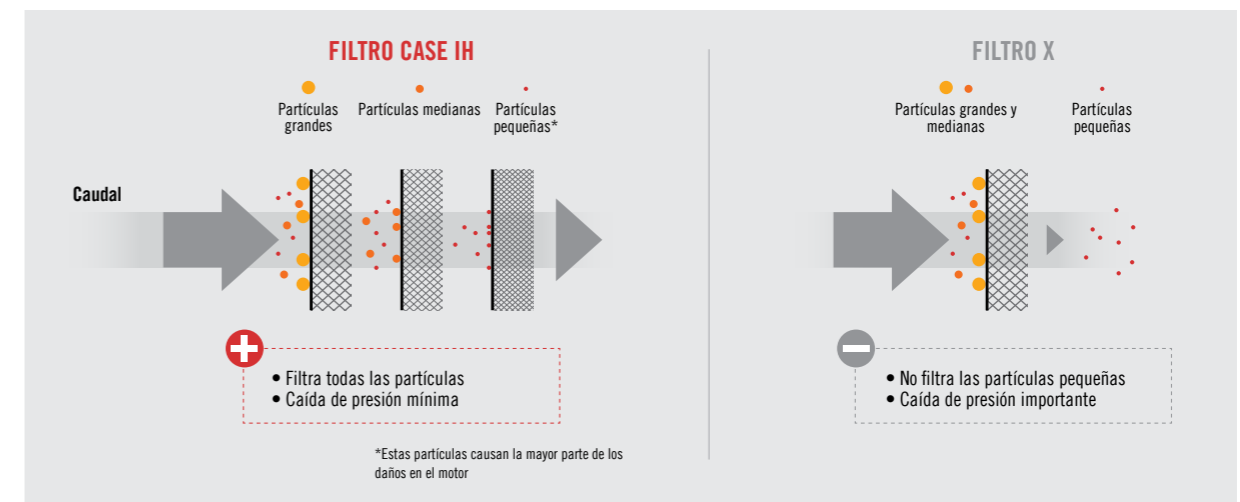 FILTRO CASE IH
Partículas
grandes
Partículas medianas
Partículas
pequeñas*
Caudal
• Filtra todas las partículas
• Caída de presión mínima
*Estas partículas causan la mayor parte de los
daños en el motor
FILTRO X
Partículas grandes y
medianas
Partículas
pequeñas
• No filtra las partículas pequeñas
• Caída de presión importante